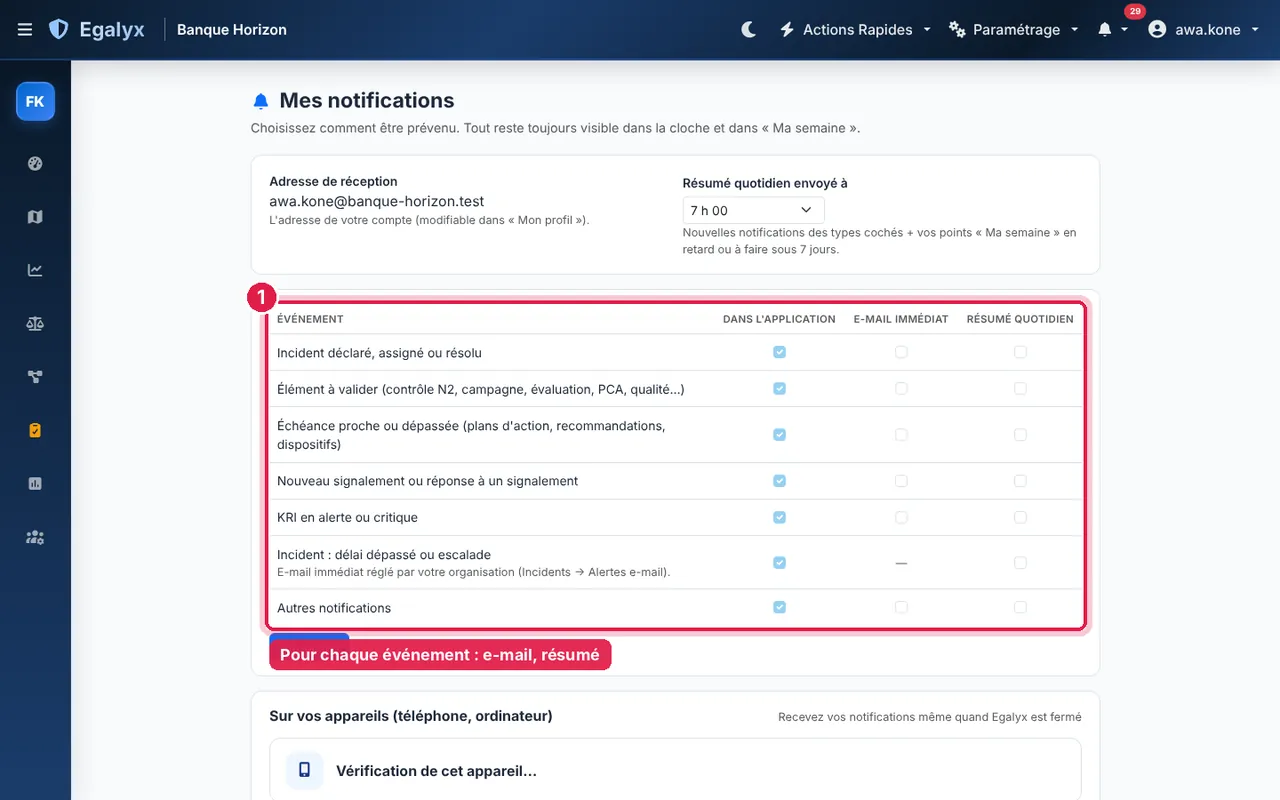 Egalyx
Banque Horizon
Actions Rapides
Paramétrage
29
awa.kone
FK
Mes notifications
Choisissez comment être prévenu. Tout reste toujours visible dans la cloche et dans « Ma semaine ».
Adresse de réception
awa.kone@banque-horizon.test
L'adresse de votre compte (modifiable dans « Mon profil »).
Résumé quotidien envoyé à
7 h 00
Nouvelles notifications des types cochés + vos points « Ma semaine » en
retard ou à faire sous 7 jours.
1
ÉVÉNEMENT DANS L'APPLICATION E-MAIL IMMÉDIAT RÉSUMÉ QUOTIDIEN
Incident déclaré, assigné ou résolu
Élément à valider (contrôle N2, campagne, évaluation, PCA, qualité…)
Échéance proche ou dépassée (plans d'action, recommandations,
dispositifs)
Nouveau signalement ou réponse à un signalement
KRI en alerte ou critique
Incident : délai dépassé ou escalade —
E-mail immédiat réglé par votre organisation (Incidents → Alertes e-mail).
Autres notifications
Pour chaque événement : e-mail, résumé
Sur vos appareils (téléphone, ordinateur)
Recevez vos notifications même quand Egalyx est fermé
Vérification de cet appareil…